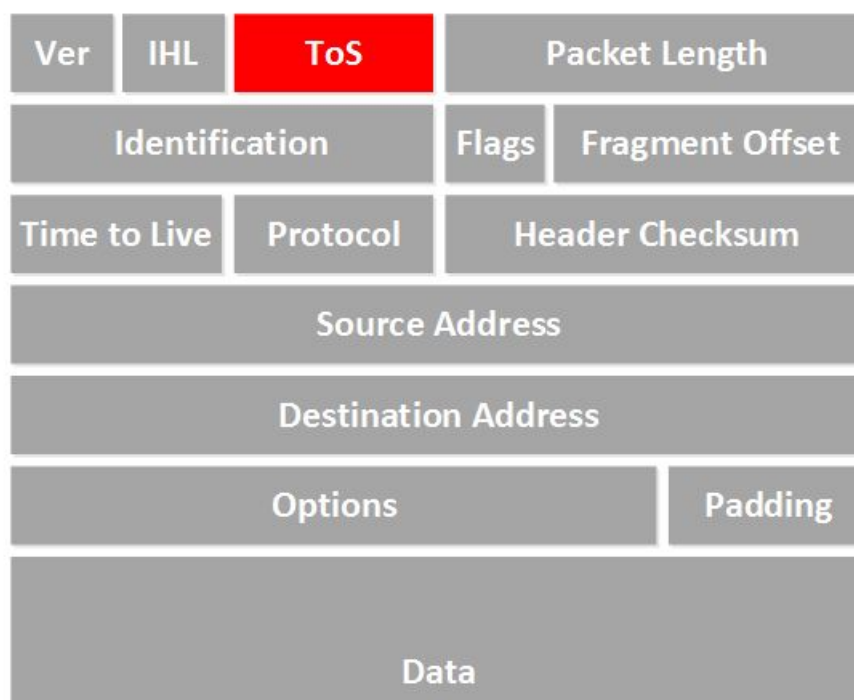 Ver IHL ToS Packet Length
Identification Flags Fragment Offset
Time to Live Protocol Header Checksum
Source Address
Destination Address
Options Padding
Data